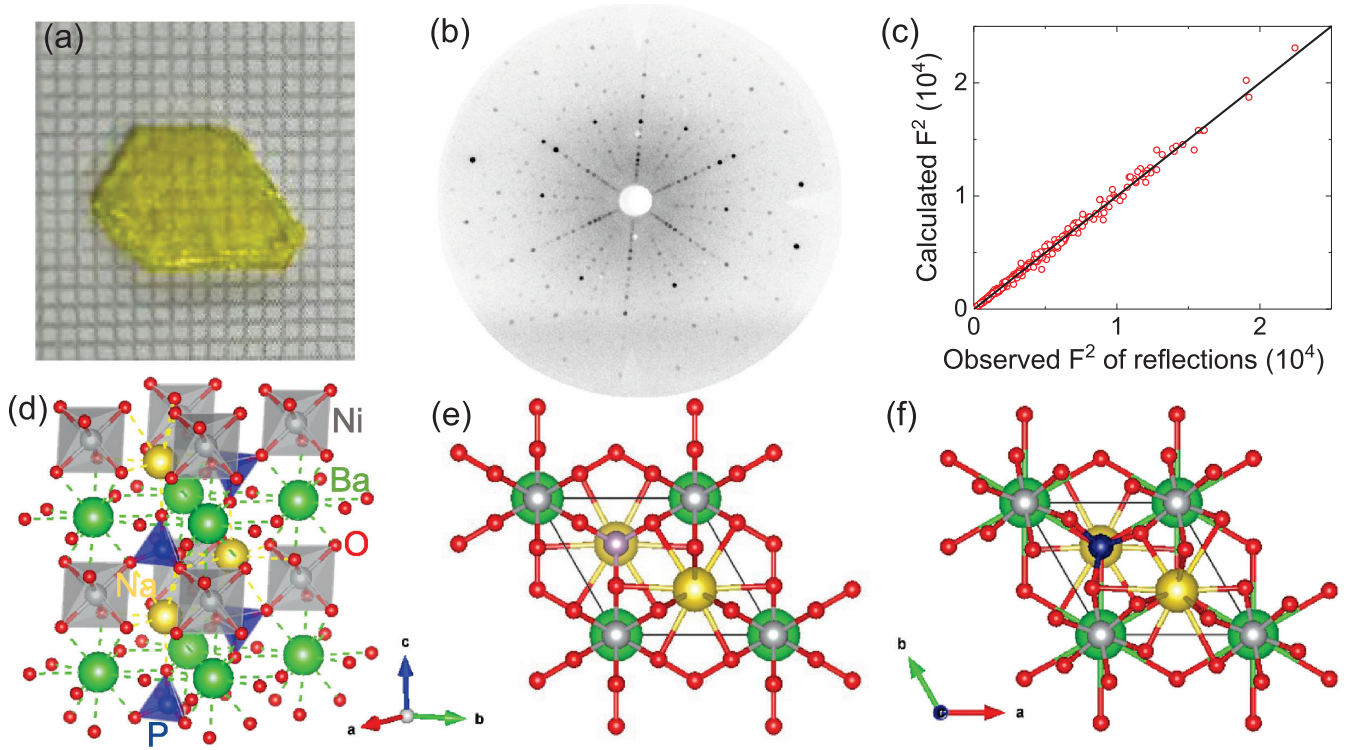 (a)
(b)
(c)
Calculated F² (10⁴)
2
1
0
0
1
2
Observed F² of reflections (10⁴)
(d)
Ni
Ba
O
Na
P
c
a
b
(e)
(f)
b
c
a